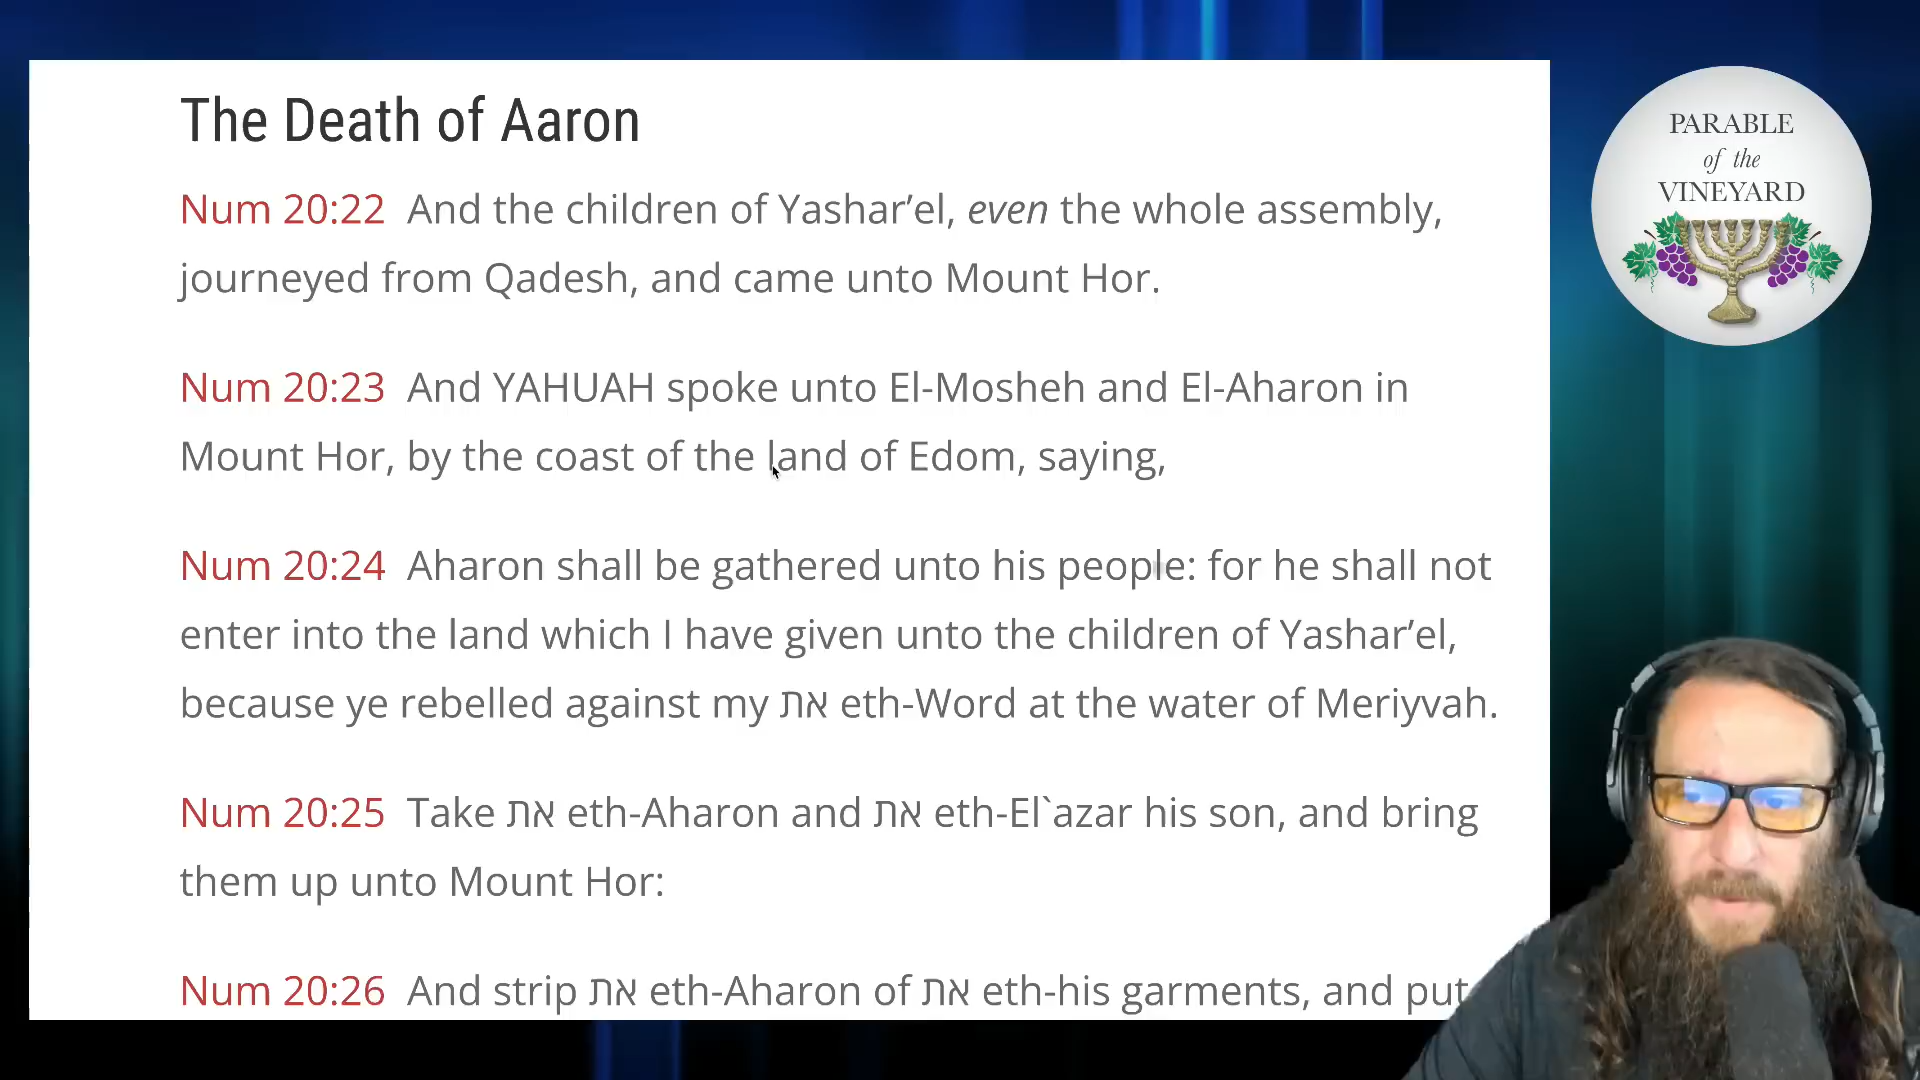 The Death of Aaron
Num 20:22 And the children of Yashar’el, even the whole assembly,
journeyed from Qadesh, and came unto Mount Hor.
Num 20:23 And YAHUAH spoke unto El-Mosheh and El-Aharon in
Mount Hor, by the coast of the land of Edom, saying,
Num 20:24 Aharon shall be gathered unto his people: for he shall not
enter into the land which I have given unto the children of Yashar’el,
because ye rebelled against my את eth-Word at the water of Meriyvah.
Num 20:25 Take את eth-Aharon and את eth-El`azar his son, and bring
them up unto Mount Hor:
Num 20:26 And strip את eth-Aharon of את eth-his garments, and put
PARABLE
of the
VINEYARD